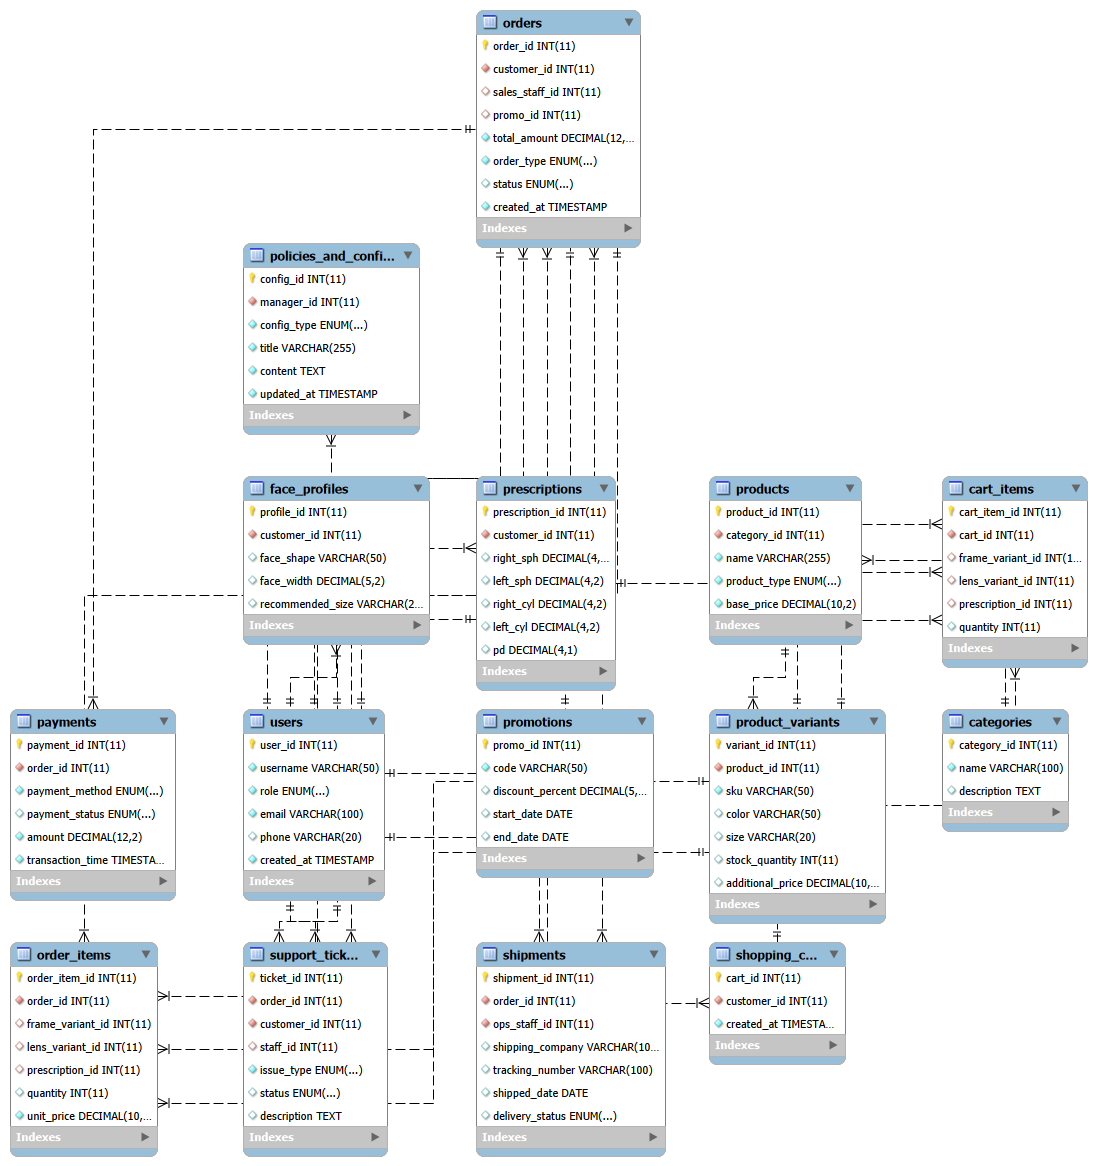 orders
order_id INT(11)
customer_id INT(11)
sales_staff_id INT(11)
promo_id INT(11)
total_amount DECIMAL(12,...
order_type ENUM(...)
status ENUM(...)
created_at TIMESTAMP
Indexes
policies_and_confi...
config_id INT(11)
manager_id INT(11)
config_type ENUM(...)
title VARCHAR(255)
content TEXT
updated_at TIMESTAMP
Indexes
face_profiles
profile_id INT(11)
customer_id INT(11)
face_shape VARCHAR(50)
face_width DECIMAL(5,2)
recommended_size VARCHAR(2...
Indexes
prescriptions
prescription_id INT(11)
customer_id INT(11)
right_sph DECIMAL(4,...
left_sph DECIMAL(4,2)
right_cyl DECIMAL(4,2)
left_cyl DECIMAL(4,2)
pd DECIMAL(4,1)
Indexes
products
product_id INT(11)
category_id INT(11)
name VARCHAR(255)
product_type ENUM(...)
base_price DECIMAL(10,2)
Indexes
cart_items
cart_item_id INT(11)
cart_id INT(11)
frame_variant_id INT(1...
lens_variant_id INT(11)
prescription_id INT(11)
quantity INT(11)
Indexes
payments
payment_id INT(11)
order_id INT(11)
payment_method ENUM(...)
payment_status ENUM(...)
amount DECIMAL(12,2)
transaction_time TIMESTA...
Indexes
users
user_id INT(11)
username VARCHAR(50)
role ENUM(...)
email VARCHAR(100)
phone VARCHAR(20)
created_at TIMESTAMP
Indexes
promotions
promo_id INT(11)
code VARCHAR(50)
discount_percent DECIMAL(5,...
start_date DATE
end_date DATE
Indexes
product_variants
variant_id INT(11)
product_id INT(11)
sku VARCHAR(50)
color VARCHAR(50)
size VARCHAR(20)
stock_quantity INT(11)
additional_price DECIMAL(10,...
Indexes
categories
category_id INT(11)
name VARCHAR(100)
description TEXT
Indexes
order_items
order_item_id INT(11)
order_id INT(11)
frame_variant_id INT(11)
lens_variant_id INT(11)
prescription_id INT(11)
quantity INT(11)
unit_price DECIMAL(10,...
Indexes
support_tick...
ticket_id INT(11)
order_id INT(11)
customer_id INT(11)
staff_id INT(11)
issue_type ENUM(...)
status ENUM(...)
description TEXT
Indexes
shipments
shipment_id INT(11)
order_id INT(11)
ops_staff_id INT(11)
shipping_company VARCHAR(10...
tracking_number VARCHAR(100)
shipped_date DATE
delivery_status ENUM(...)
Indexes
shopping_c...
cart_id INT(11)
customer_id INT(11)
created_at TIMESTA...
Indexes